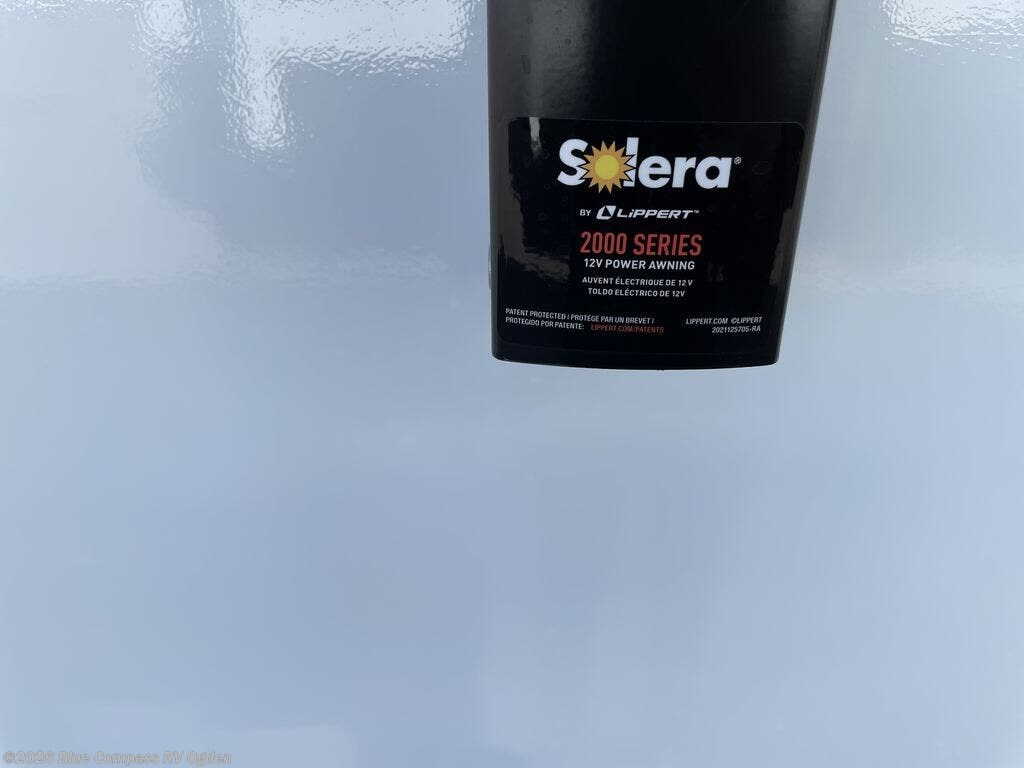 Solera®
BY LIPPERT™
2000 SERIES
12V POWER AWNING
AUVENT ÉLECTRIQUE DE 12 V
TOLDO ELÉCTRICO DE 12V
PATENT PROTECTED | PROTÉGÉ PAR UN BREVET |
PROTEGIDO POR PATENTE: LIPPERT.COM/PATENTS
LIPPERT.COM ©LIPPERT
2021125705-RA
©2026 Blue Compass RV Ogden